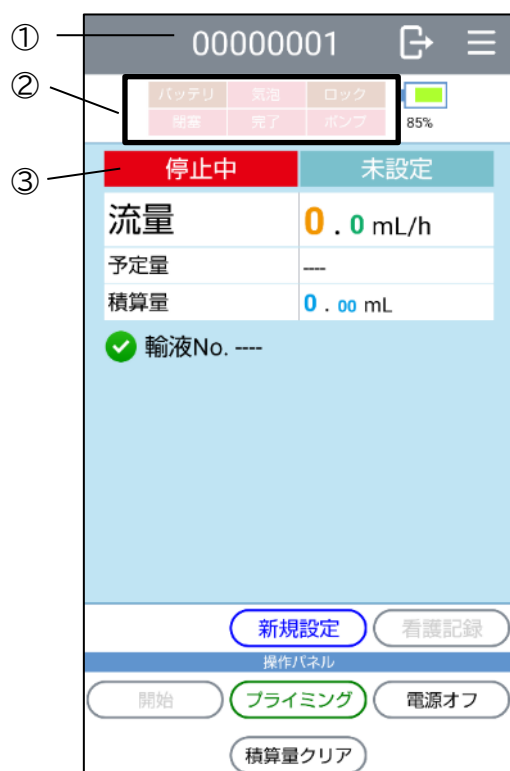 ① 00000001
②
バッテリ 気泡 ロック
閉塞 完了 ポンプ 85%
③ 停止中 未設定
流量 0.0 mL/h
予定量 ----
積算量 0.00 mL
輸液No. ----
新規設定 看護記録
操作パネル
開始 プライミング 電源オフ
積算量クリア